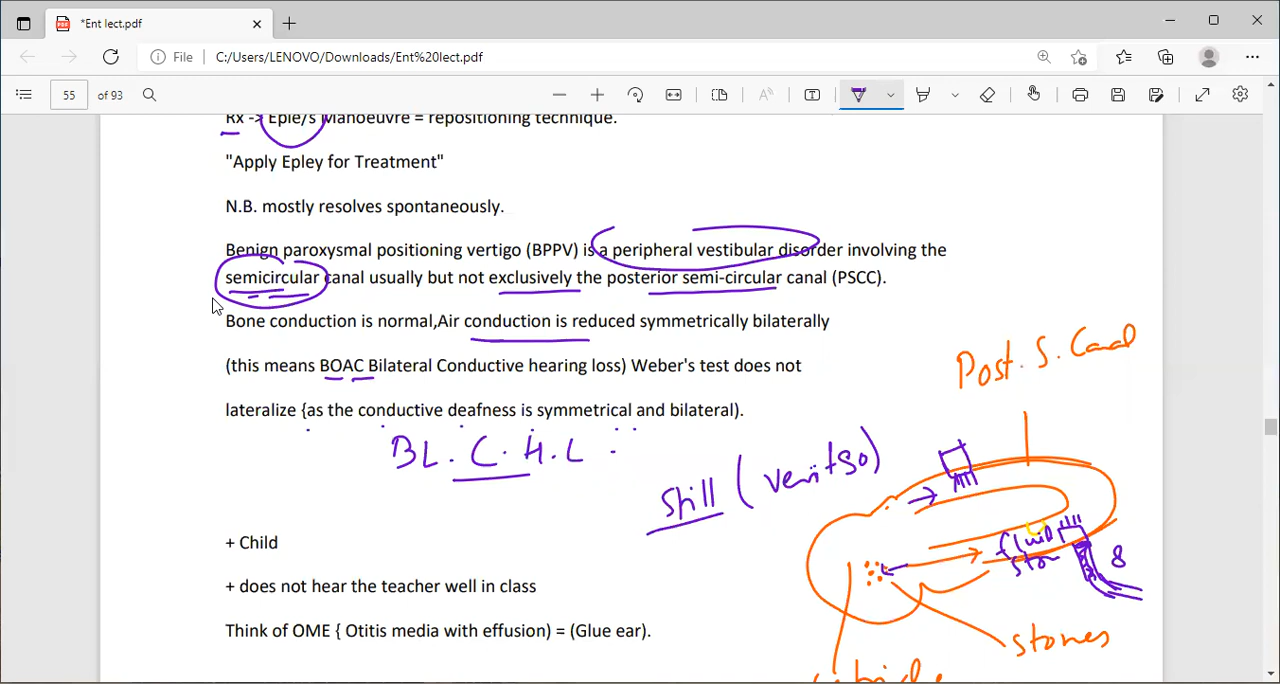 *Ent lect.pdf
File C:/Users/LENOVO/Downloads/Ent%20lect.pdf
55 of 93
Rx -> Eple/s Manoeuvre = repositioning technique.
"Apply Epley for Treatment"
N.B. mostly resolves spontaneously.
Benign paroxysmal positioning vertigo (BPPV) is a peripheral vestibular disorder involving the
semicircular canal usually but not exclusively the posterior semi-circular canal (PSCC).
Bone conduction is normal,Air conduction is reduced symmetrically bilaterally
(this means BOAC Bilateral Conductive hearing loss) Weber's test does not
lateralize {as the conductive deafness is symmetrical and bilateral).
Post. S. Canal
BL. C. H. L
still (
fluid
8
stones
+ Child
+ does not hear the teacher well in class
Think of OME { Otitis media with effusion) = (Glue ear).